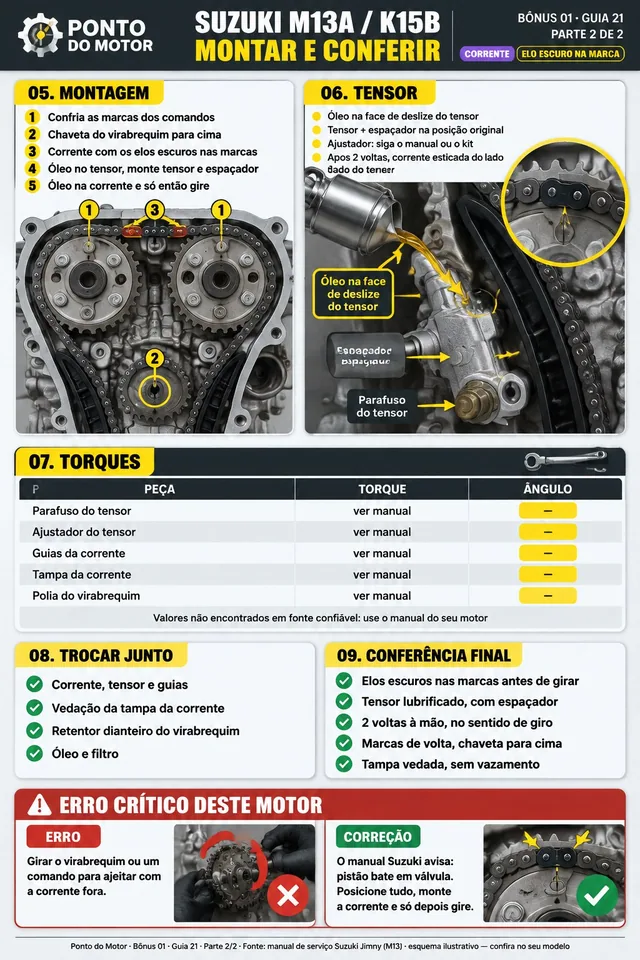 PONTO
DO MOTOR
SUZUKI M13A / K15B
MONTAR E CONFERIR
BÔNUS 01 · GUIA 21
PARTE 2 DE 2
CORRENTE
ELO ESCURO NA MARCA
05. MONTAGEM
1 Confria as marcas dos comandos
2 Chaveta do virabrequim para cima
3 Corrente com os elos escuros nas marcas
4 Óleo no tensor, monte tensor e espaçador
5 Óleo na corrente e só então gire
1
3
1
2
06. TENSOR
Óleo na face de deslize do tensor
Tensor + espaçador na posição original
Ajustador: siga o manual ou o kit
Apos 2 voltas, corrente esticada do lado
do tenser
Óleo na face
de deslize
do tensor
Parafuso
do tensor
07. TORQUES
P PEÇA TORQUE ÂNGULO
Parafuso do tensor ver manual –
Ajustador do tensor ver manual –
Guias da corrente ver manual –
Tampa da corrente ver manual –
Polia do virabrequim ver manual –
Valores não encontrados em fonte confiável: use o manual do seu motor
08. TROCAR JUNTO
Corrente, tensor e guias
Vedação da tampa da corrente
Retentor dianteiro do virabrequim
Óleo e filtro
09. CONFERÊNCIA FINAL
Elos escuros nas marcas antes de girar
Tensor lubrificado, com espaçador
2 voltas à mão, no sentido de giro
Marcas de volta, chaveta para cima
Tampa vedada, sem vazamento
ERRO CRÍTICO DESTE MOTOR
ERRO
Girar o virabrequim ou um
comando para ajeitar com
a corrente fora.
CORREÇÃO
O manual Suzuki avisa:
pistão bate em válvula.
Posicione tudo, monte
a corrente e só depois gire.
Ponto do Motor · Bônus 01 · Guia 21 · Parte 2/2 · Fonte: manual de serviço Suzuki Jimny (M13) · esquema ilustrativo — confira no seu modelo